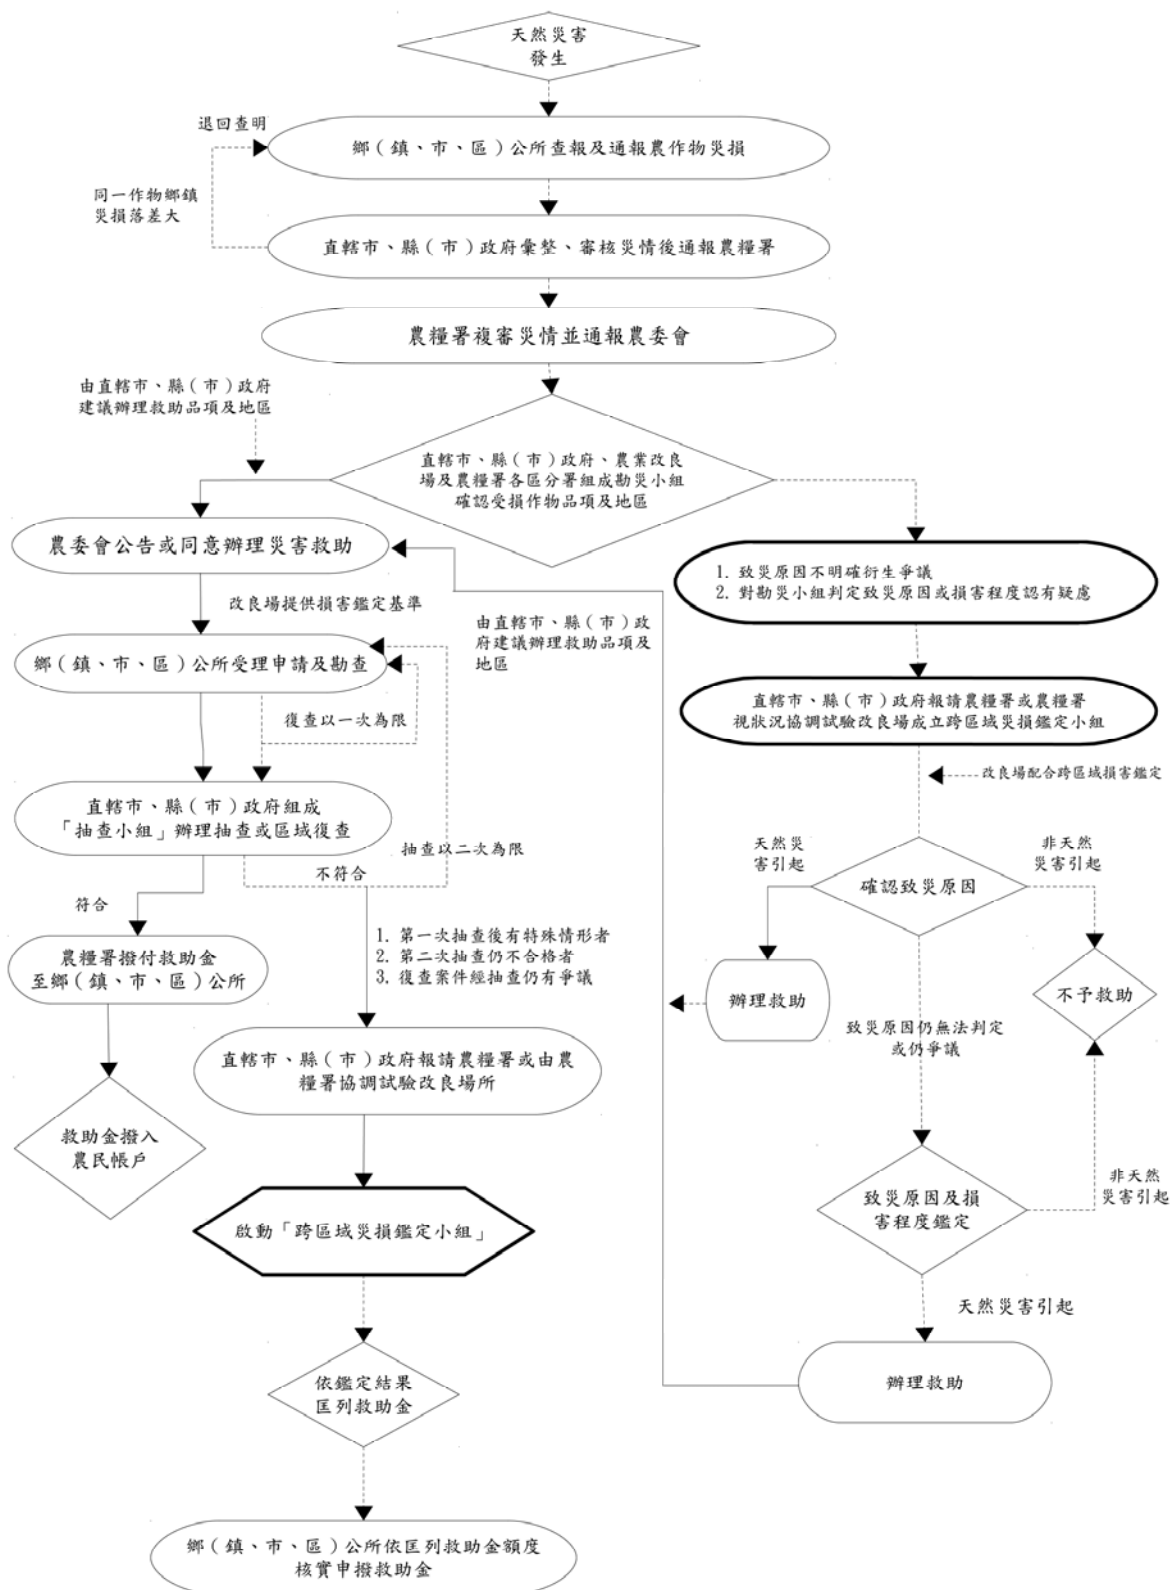 天然災害
發生
退回查明
鄉(鎮、市、區)公所查報及通報農作物災損
同一作物鄉鎮
災損落差大
直轄市、縣(市)政府彙整、審核災情後通報農糧署
農糧署複審災情並通報農委會
由直轄市、縣(市)政府
建議辦理救助品項及地區
直轄市、縣(市)政府、農業改良
場及農糧署各區分署組成勘災小組
確認受損作物品項及地區
農委會公告或同意辦理災害救助
1. 致災原因不明確衍生爭議
2. 對勘災小組判定致災原因或損害程度認有疑慮
改良場提供損害鑑定基準
由直轄市、縣(市)政
府建議辦理救助品項及
地區
鄉(鎮、市、區)公所受理申請及勘查
直轄市、縣(市)政府報請農糧署或農糧署
視狀況協調試驗改良場成立跨區域災損鑑定小組
復查以一次為限
改良場配合跨區域損害鑑定
直轄市、縣(市)政府組成
「抽查小組」辦理抽查或區域復查
抽查以二次為限
不符合
天然災
害引起
非天然
災害引起
確認致災原因
符合
農糧署撥付救助金
至鄉(鎮、市、區)公所
1. 第一次抽查後有特殊情形者
2. 第二次抽查仍不合格者
3. 復查案件經抽查仍有爭議
辦理救助
不予救助
致災原因仍無法判定
或仍爭議
直轄市、縣(市)政府報請農糧署或由農
糧署協調試驗改良場所
救助金撥入
農民帳戶
致災原因及損
害程度鑑定
非天然
災害引起
啟動「跨區域災損鑑定小組」
天然災害引起
依鑑定結果
匡列救助金
辦理救助
鄉(鎮、市、區)公所依匡列救助金額度
核實申撥救助金